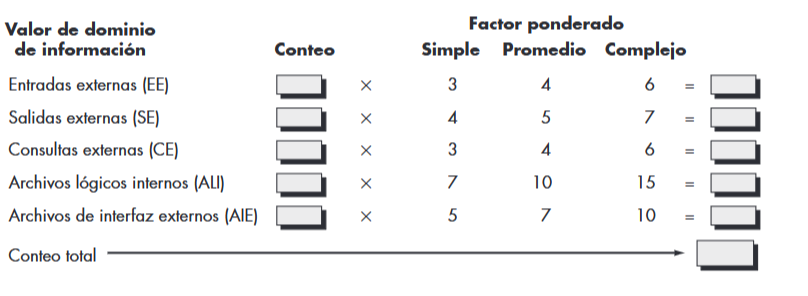 Valor de dominio de información Conteo Factor ponderado
Simple Promedio Complejo
Entradas externas (EE) × 3 4 6 =
Salidas externas (SE) × 4 5 7 =
Consultas externas (CE) × 3 4 6 =
Archivos lógicos internos (ALI) × 7 10 15 =
Archivos de interfaz externos (AIE) × 5 7 10 =
Conteo total